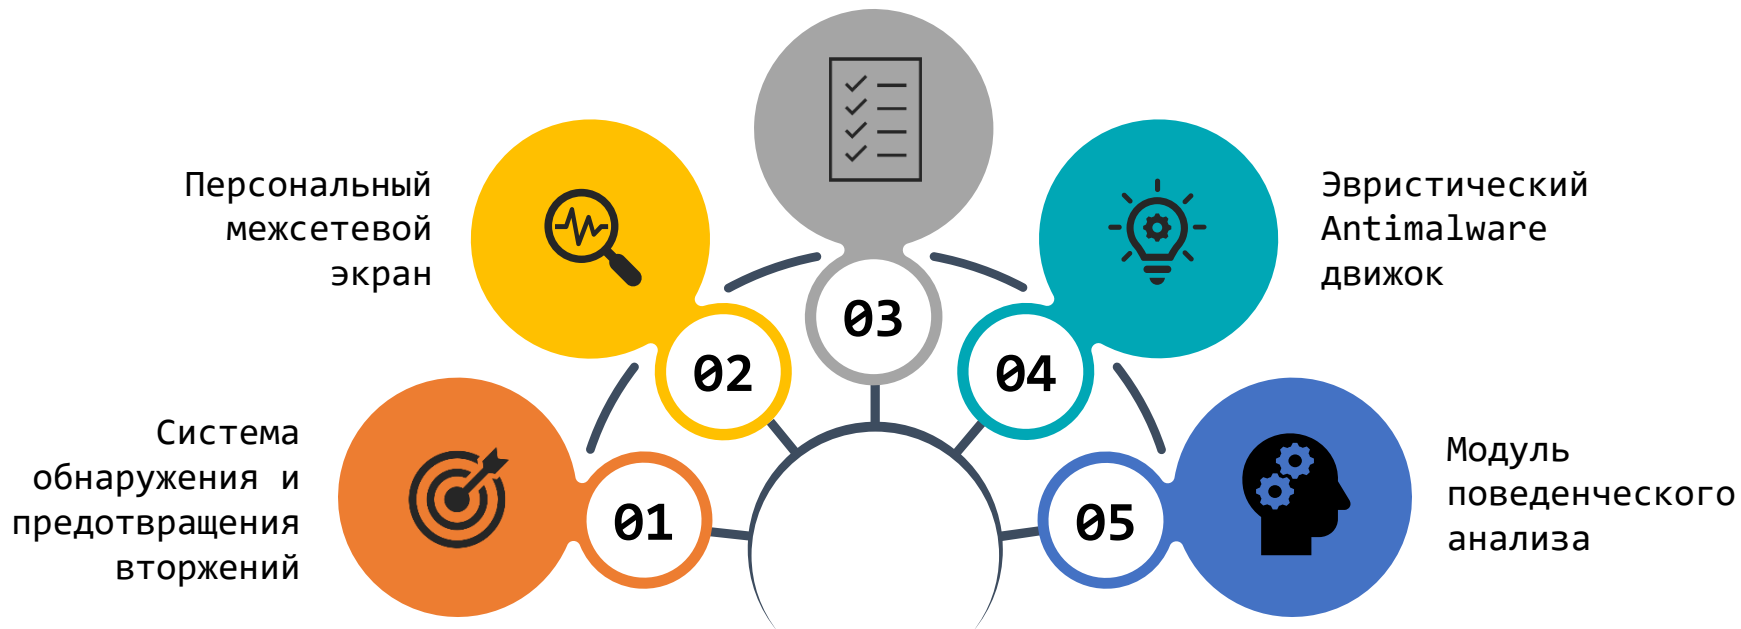 Система
обнаружения и
предотвращения
вторжений
01
Персональный
межсетевой
экран
02
03
Эвристический
Antimalware
движок
04
Модуль
поведенческого
анализа
05